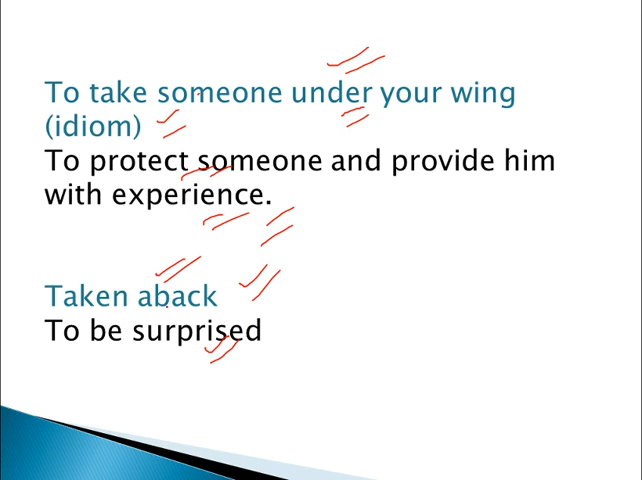 To take someone under your wing
(idiom)
To protect someone and provide him
with experience.
Taken aback
To be surprised